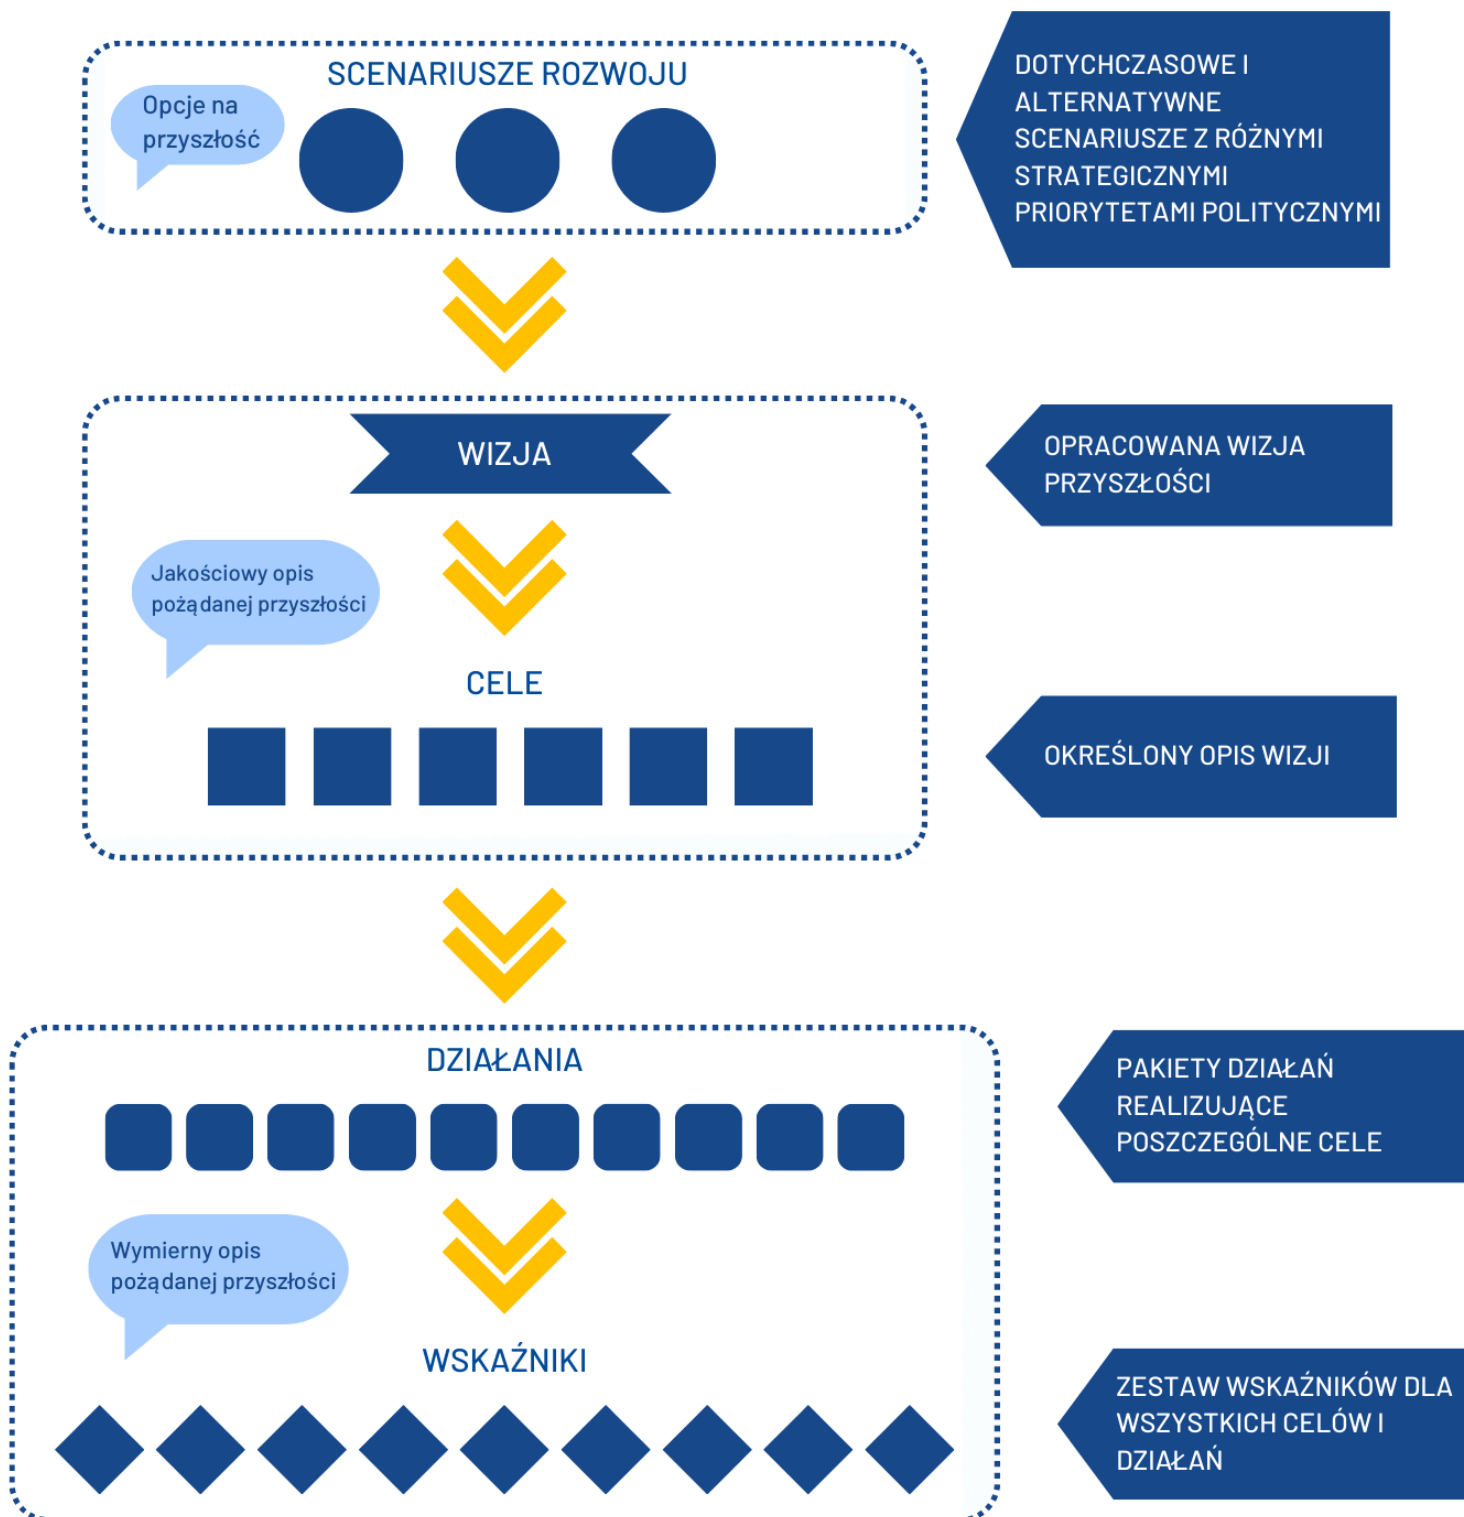 SCENARIUSZE ROZWOJU
Opcje na
przyszłość
DOTYCHCZASOWE I
ALTERNATYWNE
SCENARIUSZE Z RÓŻNYMI
STRATEGICZNYMI
PRIORYTETAMI POLITYCZNYMI
WIZJA
OPRACOWANA WIZJA
PRZYSZŁOŚCI
Jakościowy opis
pożądanej przyszłości
CELE
OKREŚLONY OPIS WIZJI
DZIAŁANIA
PAKIETY DZIAŁAŃ
REALIZUJĄCE
POSZCZEGÓLNE CELE
Wymierny opis
pożądanej przyszłości
WSKAŹNIKI
ZESTAW WSKAŹNIKÓW DLA
WSZYSTKICH CELÓW I
DZIAŁAŃ